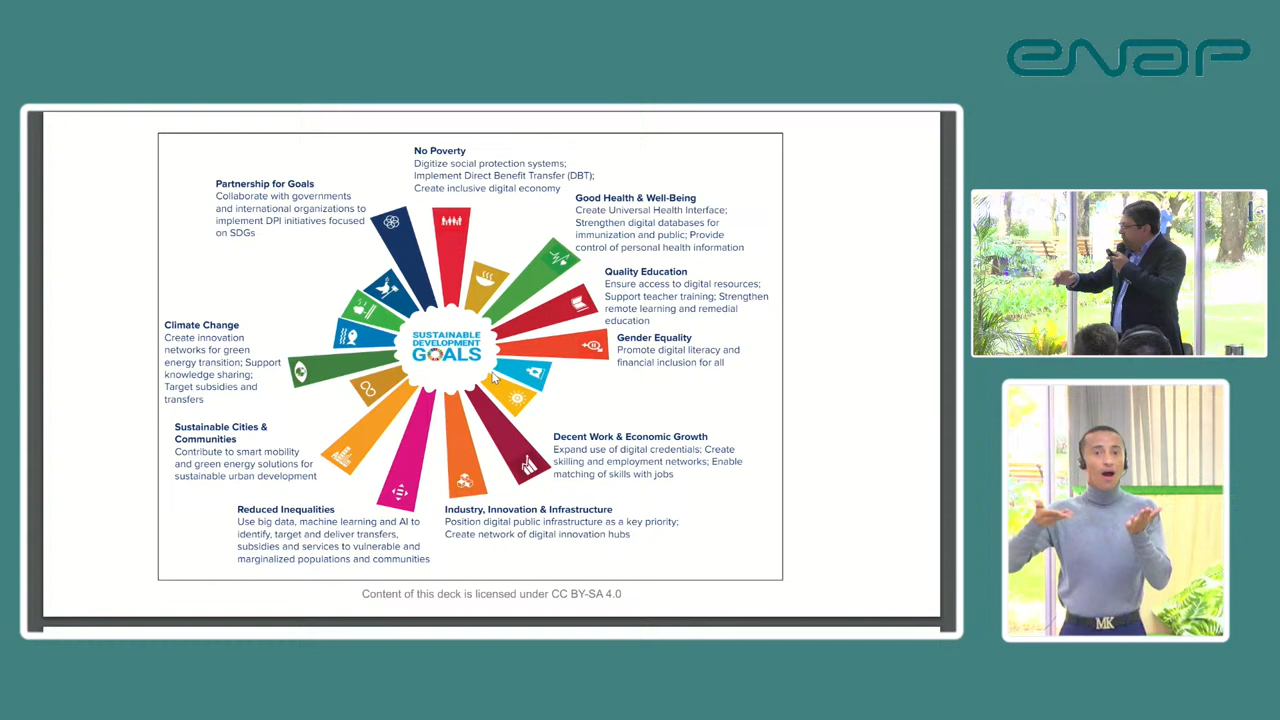 enap
No Poverty
Digitize social protection systems;
Implement Direct Benefit Transfer (DBT);
Create inclusive digital economy
Partnership for Goals
Collaborate with governments
and international organizations to
implement DPI initiatives focused
on SDGs
Good Health & Well-Being
Create Universal Health Interface;
Strengthen digital databases for
immunization and public; Provide
control of personal health information
Quality Education
Ensure access to digital resources;
Support teacher training; Strengthen
remote learning and remedial
education
Climate Change
Create innovation
networks for green
energy transition; Support
knowledge sharing;
Target subsidies and
transfers
SUSTAINABLE
DEVELOPMENT
GOALS
Gender Equality
Promote digital literacy and
financial inclusion for all
Sustainable Cities &
Communities
Contribute to smart mobility
and green energy solutions for
sustainable urban development
Decent Work & Economic Growth
Expand use of digital credentials; Create
skilling and employment networks; Enable
matching of skills with jobs
Reduced Inequalities
Use big data, machine learning and AI to
identify, target and deliver transfers,
subsidies and services to vulnerable and
marginalized populations and communities
Industry, Innovation & Infrastructure
Position digital public infrastructure as a key priority;
Create network of digital innovation hubs
Content of this deck is licensed under CC BY-SA 4.0
MK